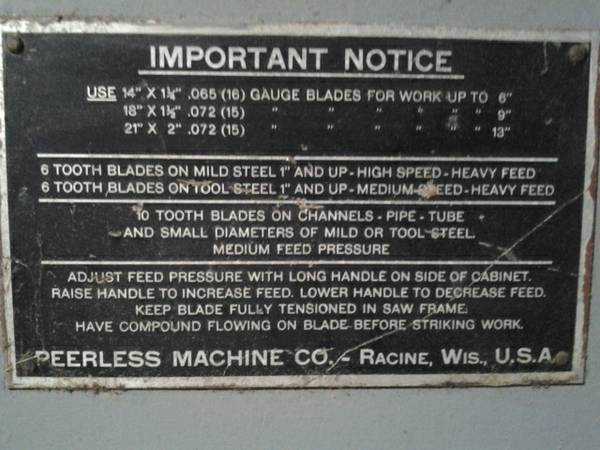 IMPORTANT NOTICE
USE 14" X 1¼" .065 (16) GAUGE BLADES FOR WORK UP TO 6"
18" X 1½" .072 (15) " " " " " " 9"
21" X 2" .072 (15) " " " " " " 13"
6 TOOTH BLADES ON MILD STEEL 1" AND UP - HIGH SPEED - HEAVY FEED
6 TOOTH BLADES ON TOOL STEEL 1" AND UP - MEDIUM SPEED - HEAVY FEED
10 TOOTH BLADES ON CHANNELS - PIPE - TUBE
AND SMALL DIAMETERS OF MILD OR TOOL STEEL.
MEDIUM FEED PRESSURE
ADJUST FEED PRESSURE WITH LONG HANDLE ON SIDE OF CABINET.
RAISE HANDLE TO INCREASE FEED. LOWER HANDLE TO DECREASE FEED.
KEEP BLADE FULLY TENSIONED IN SAW FRAME.
HAVE COMPOUND FLOWING ON BLADE BEFORE STRIKING WORK.
PEERLESS MACHINE CO. - RACINE, WIS., U.S.A.